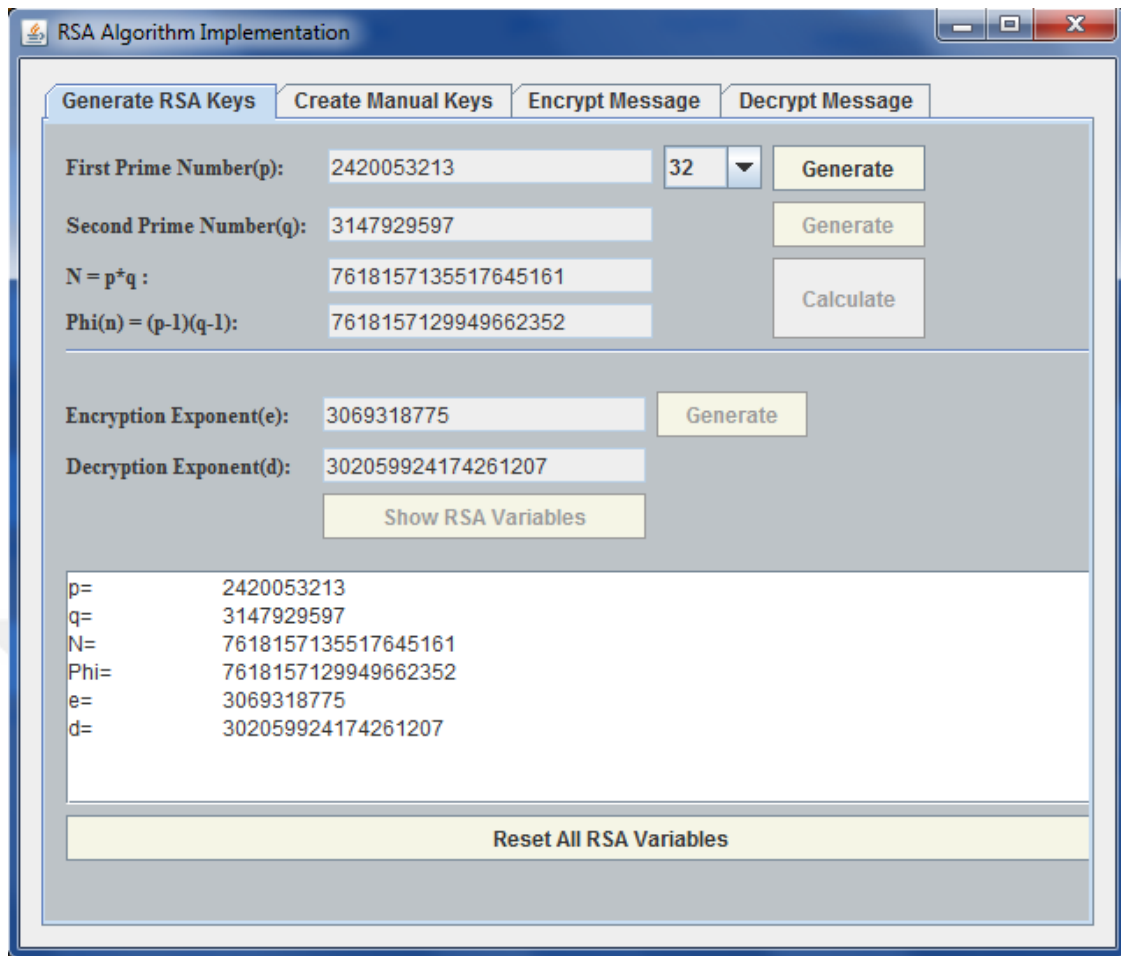 RSA Algorithm Implementation
Generate RSA Keys Create Manual Keys Encrypt Message Decrypt Message
First Prime Number(p): 2420053213 32 Generate
Second Prime Number(q): 3147929597 Generate
N = p*q : 7618157135517645161
Calculate
Phi(n) = (p-1)(q-1): 7618157129949662352
Encryption Exponent(e): 3069318775 Generate
Decryption Exponent(d): 302059924174261207
Show RSA Variables
p= 2420053213
q= 3147929597
N= 7618157135517645161
Phi= 7618157129949662352
e= 3069318775
d= 302059924174261207
Reset All RSA Variables